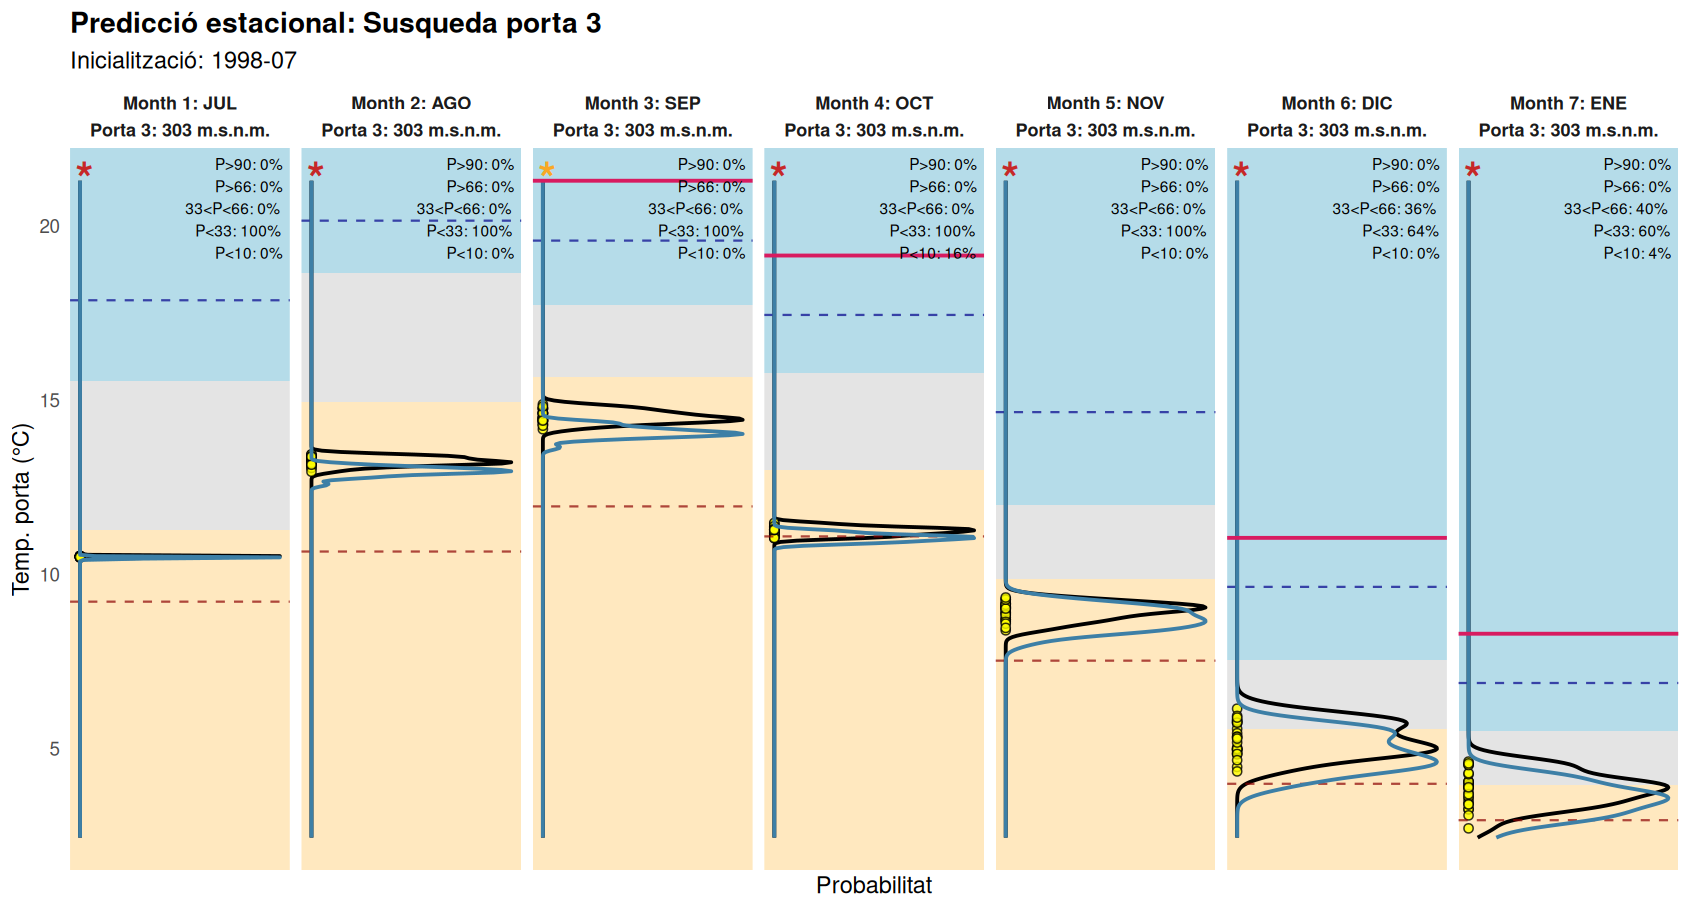 Predicció estacional: Susqueda porta 3
Inicialització: 1998-07
Month 1: JUL
Porta 3: 303 m.s.n.m.
Month 2: AGO
Porta 3: 303 m.s.n.m.
Month 3: SEP
Porta 3: 303 m.s.n.m.
Month 4: OCT
Porta 3: 303 m.s.n.m.
Month 5: NOV
Porta 3: 303 m.s.n.m.
Month 6: DIC
Porta 3: 303 m.s.n.m.
Month 7: ENE
Porta 3: 303 m.s.n.m.
*
P>90: 0%
P>66: 0%
33<P<66: 0%
P<33: 100%
P<10: 0%
*
P>90: 0%
P>66: 0%
33<P<66: 0%
P<33: 100%
P<10: 0%
*
P>90: 0%
P>66: 0%
33<P<66: 0%
P<33: 100%
P<10: 0%
*
P>90: 0%
P>66: 0%
33<P<66: 0%
P<33: 100%
P<10: 16%
*
P>90: 0%
P>66: 0%
33<P<66: 0%
P<33: 100%
P<10: 0%
*
P>90: 0%
P>66: 0%
33<P<66: 36%
P<33: 64%
P<10: 0%
*
P>90: 0%
P>66: 0%
33<P<66: 40%
P<33: 60%
P<10: 4%
20
15
10
5
Temp. porta (°C)
Probabilitat